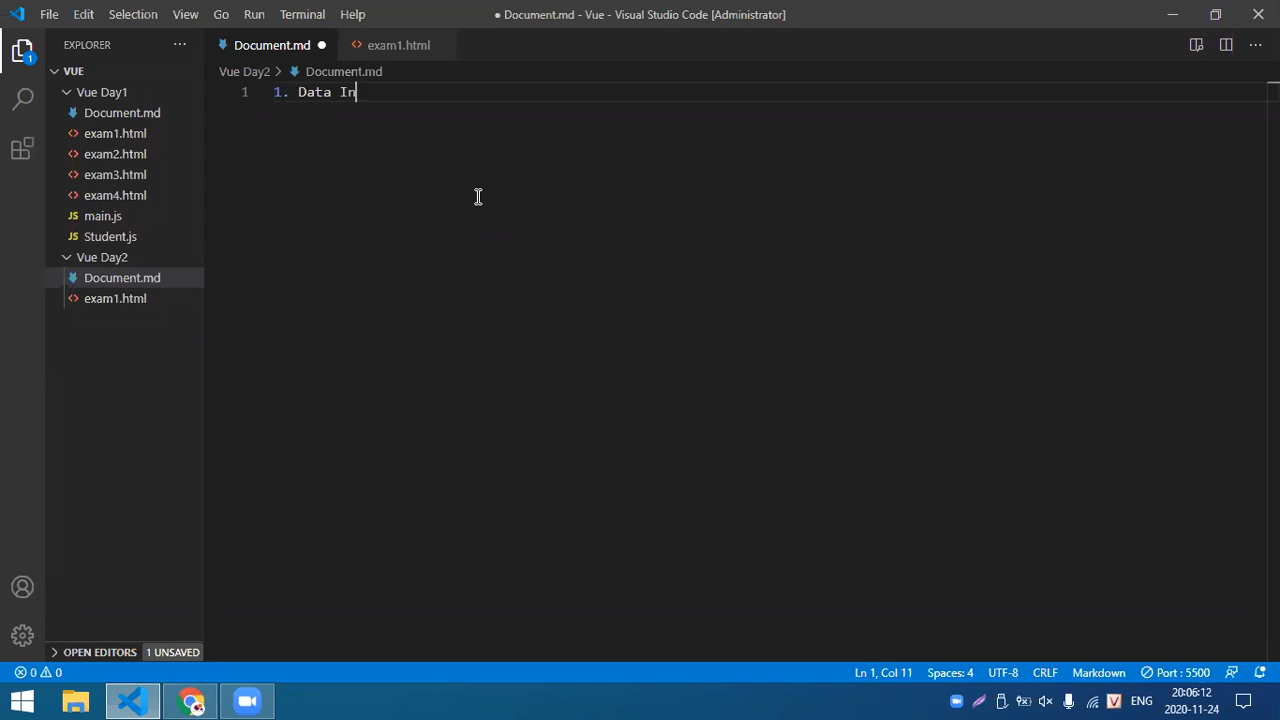 File Edit Selection View Go Run Terminal Help
● Document.md - Vue - Visual Studio Code [Administrator]
EXPLORER
Document.md
exam1.html
VUE
Vue Day2 > Document.md
Vue Day1
1
1. Data In
Document.md
exam1.html
exam2.html
exam3.html
exam4.html
JS main.js
JS Student.js
Vue Day2
Document.md
exam1.html
1
OPEN EDITORS 1 UNSAVED
0 0
Ln 1, Col 11 Spaces: 4 UTF-8 CRLF Markdown Port : 5500
V ENG
20:06:12
2020-11-24